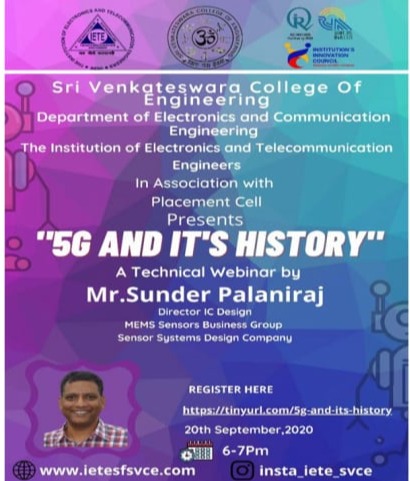 IETE
INSTITUTION'S
INNOVATION
COUNCIL
Sri Venkateswara College Of
Engineering
Department of Electronics and Communication
Engineering
The Institution of Electronics and Telecommunication
Engineers
In Association with
Placement Cell
Presents
"5G AND IT'S HISTORY"
A Technical Webinar by
Mr.Sunder Palaniraj
Director IC Design
MEMS Sensors Business Group
Sensor Systems Design Company
REGISTER HERE
https://tinyurl.com/5g-and-its-history
20th September,2020
6-7Pm
www.ietesfsvce.com
insta_iete_svce